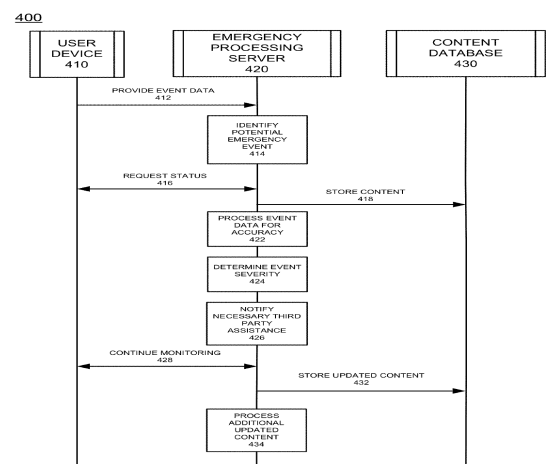 400
USER
DEVICE
410
EMERGENCY
PROCESSING
SERVER
420
CONTENT
DATABASE
430
PROVIDE EVENT DATA
412
IDENTIFY
POTENTIAL
EMERGENCY
EVENT
414
REQUEST STATUS
416
STORE CONTENT
418
PROCESS EVENT
DATA FOR
ACCURACY
422
DETERMINE EVENT
SEVERITY
424
NOTIFY
NECESSARY THIRD
PARTY
ASSISTANCE
426
CONTINUE MONITORING
428
STORE UPDATED CONTENT
432
PROCESS
ADDITIONAL
UPDATED
CONTENT
434